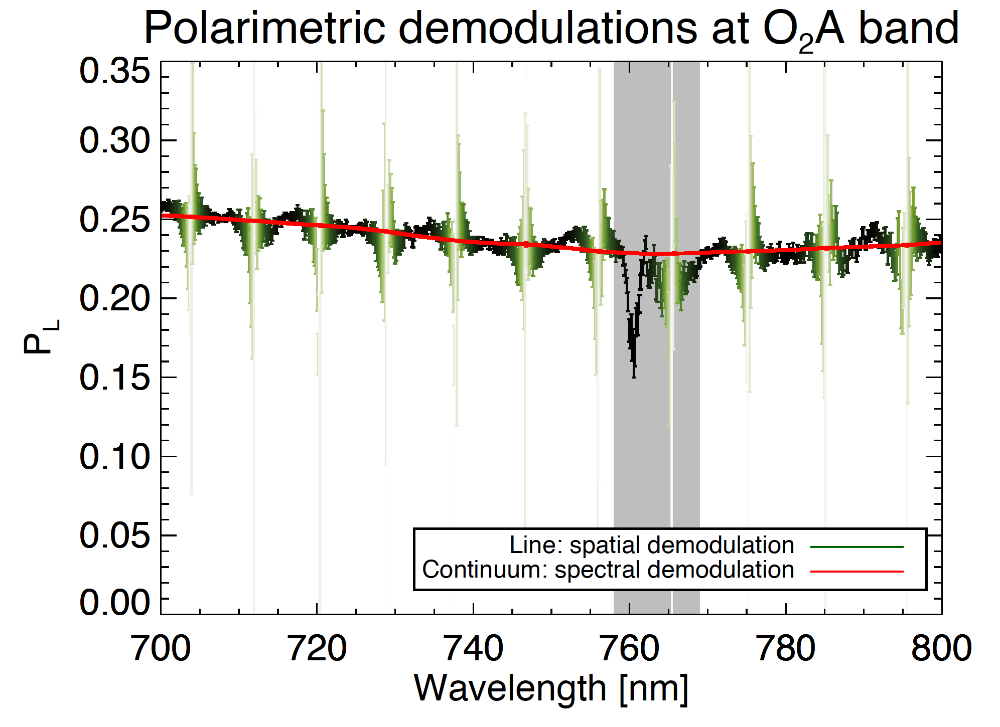 Polarimetric demodulations at O₂A band
0.35
0.30
0.25
0.20
0.15
0.10
0.05
0.00
P_L
Line: spatial demodulation
Continuum: spectral demodulation
700 720 740 760 780 800
Wavelength [nm]